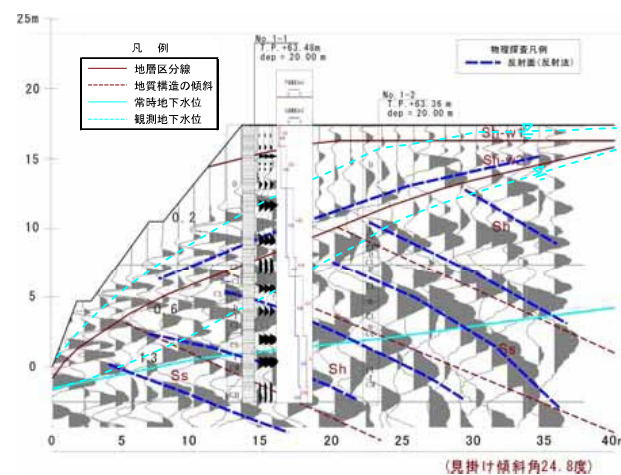 25m
20
15
10
5
0
凡 例
地層区分線
地質構造の傾斜
常時地下水位
観測地下水位
No.1-1
T.P.+63.48m
dep = 20.00 m
No.1-2
T.P.+63.36 m
dep = 20.00 m
物理探査凡例
反射面(反射法)
Sh-w1
Sh-w2
Sh
0.2
0.6
1.3
Ss
Sh
Ss
0 5 10 15 20 25 30 35 40m
(見掛け傾斜角24.8度)